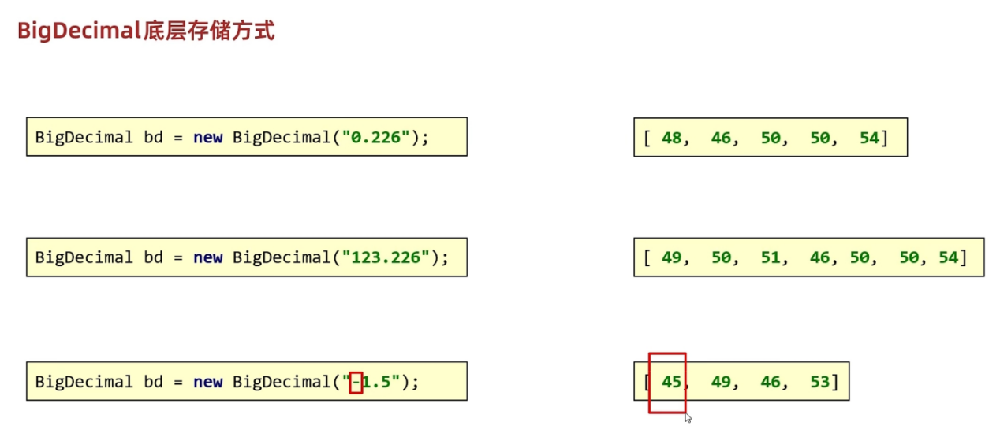 BigDecimal底层存储方式
BigDecimal bd = new BigDecimal("0.226");
[ 48, 46, 50, 50, 54]
BigDecimal bd = new BigDecimal("123.226");
[ 49, 50, 51, 46, 50, 50, 54]
BigDecimal bd = new BigDecimal("-1.5");
[ 45, 49, 46, 53]